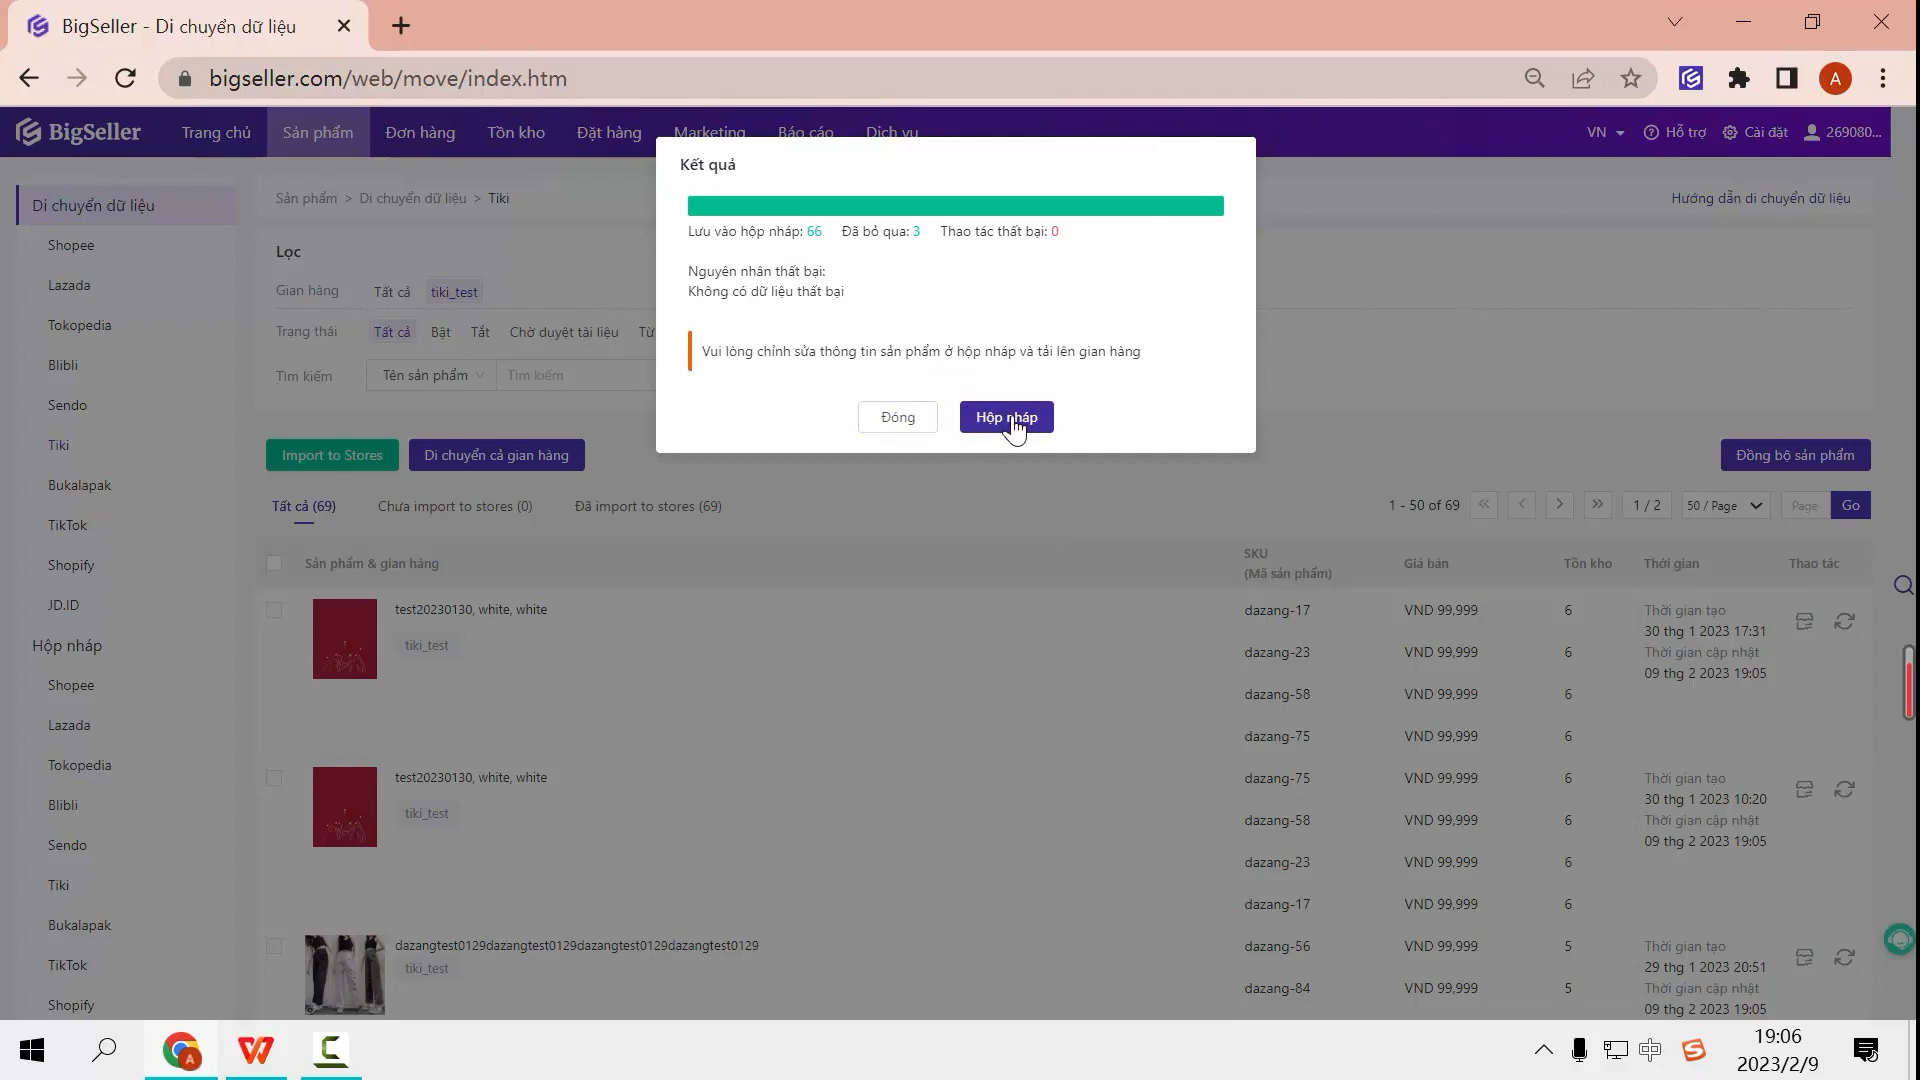 BigSeller - Di chuyển dữ liệu
bigseller.com/web/move/index.htm
A
BigSeller
Trang chủ
Sản phẩm
Đơn hàng
Tồn kho
Đặt hàng
Marketing
Báo cáo
Dịch vụ
VN
Hỗ trợ
Cài đặt
269080...
Di chuyển dữ liệu
Shopee
Lazada
Tokopedia
Blibli
Sendo
Tiki
Bukalapak
TikTok
Shopify
JD.ID
Hộp nháp
Shopee
Lazada
Tokopedia
Blibli
Sendo
Tiki
Bukalapak
TikTok
Shopify
Sản phẩm > Di chuyển dữ liệu > Tiki
Hướng dẫn di chuyển dữ liệu
Lọc
Gian hàng Tất cả tiki_test
Trạng thái Tất cả Bật Tắt Chờ duyệt tài liệu Từ
Tìm kiếm Tên sản phẩm Tìm kiếm
Kết quả
Lưu vào hộp nháp: 66 Đã bỏ qua: 3 Thao tác thất bại: 0
Nguyên nhân thất bại:
Không có dữ liệu thất bại
Vui lòng chỉnh sửa thông tin sản phẩm ở hộp nháp và tải lên gian hàng
Đóng
Hộp nháp
Import to Stores
Di chuyển cả gian hàng
Đồng bộ sản phẩm
Tất cả (69) Chưa import to stores (0) Đã import to stores (69)
1 - 50 of 69 « < > » 1 / 2 50 / Page Page Go
Sản phẩm & gian hàng
SKU
(Mã sản phẩm)
Giá bán
Tồn kho
Thời gian
Thao tác
test20230130, white, white
tiki_test
dazang-17 VND 99,999 6
dazang-23 VND 99,999 6
dazang-58 VND 99,999 6
dazang-75 VND 99,999 6
Thời gian tạo
30 thg 1 2023 17:31
Thời gian cập nhật
09 thg 2 2023 19:05
test20230130, white, white
tiki_test
dazang-75 VND 99,999 6
dazang-58 VND 99,999 6
dazang-23 VND 99,999 6
dazang-17 VND 99,999 6
Thời gian tạo
30 thg 1 2023 10:20
Thời gian cập nhật
09 thg 2 2023 19:05
dazangtest0129dazangtest0129dazangtest0129dazangtest0129
tiki_test
dazang-56 VND 99,999 5
dazang-84 VND 99,999 5
Thời gian tạo
29 thg 1 2023 20:51
Thời gian cập nhật
09 thg 2 2023 19:05
中
19:06
2023/2/9